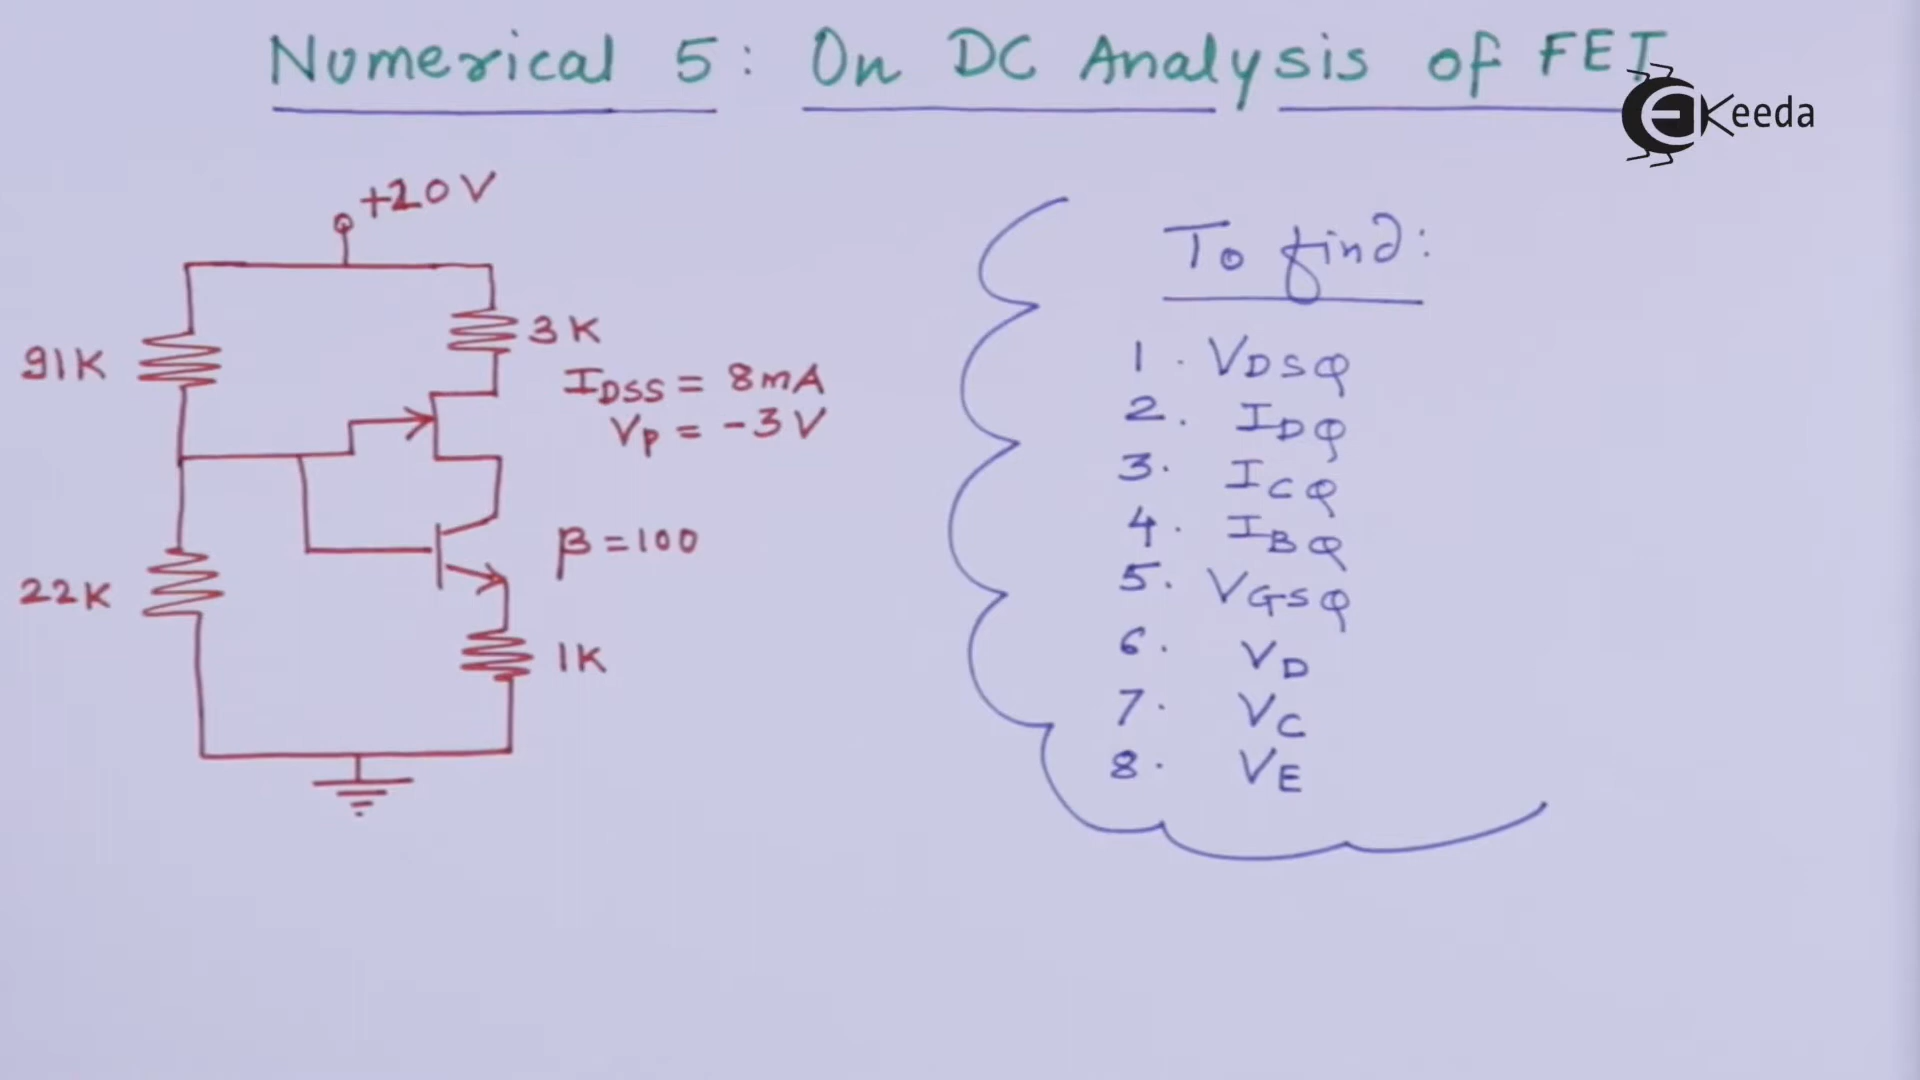 Numerical 5: On DC Analysis of FET
EKeeda
+20V
91K
3K
IDSS = 8mA
VP = -3V
β=100
22K
1K
To find:
1. VDSQ
2. IDQ
3. ICQ
4. IBQ
5. VGSQ
6. VD
7. VC
8. VE